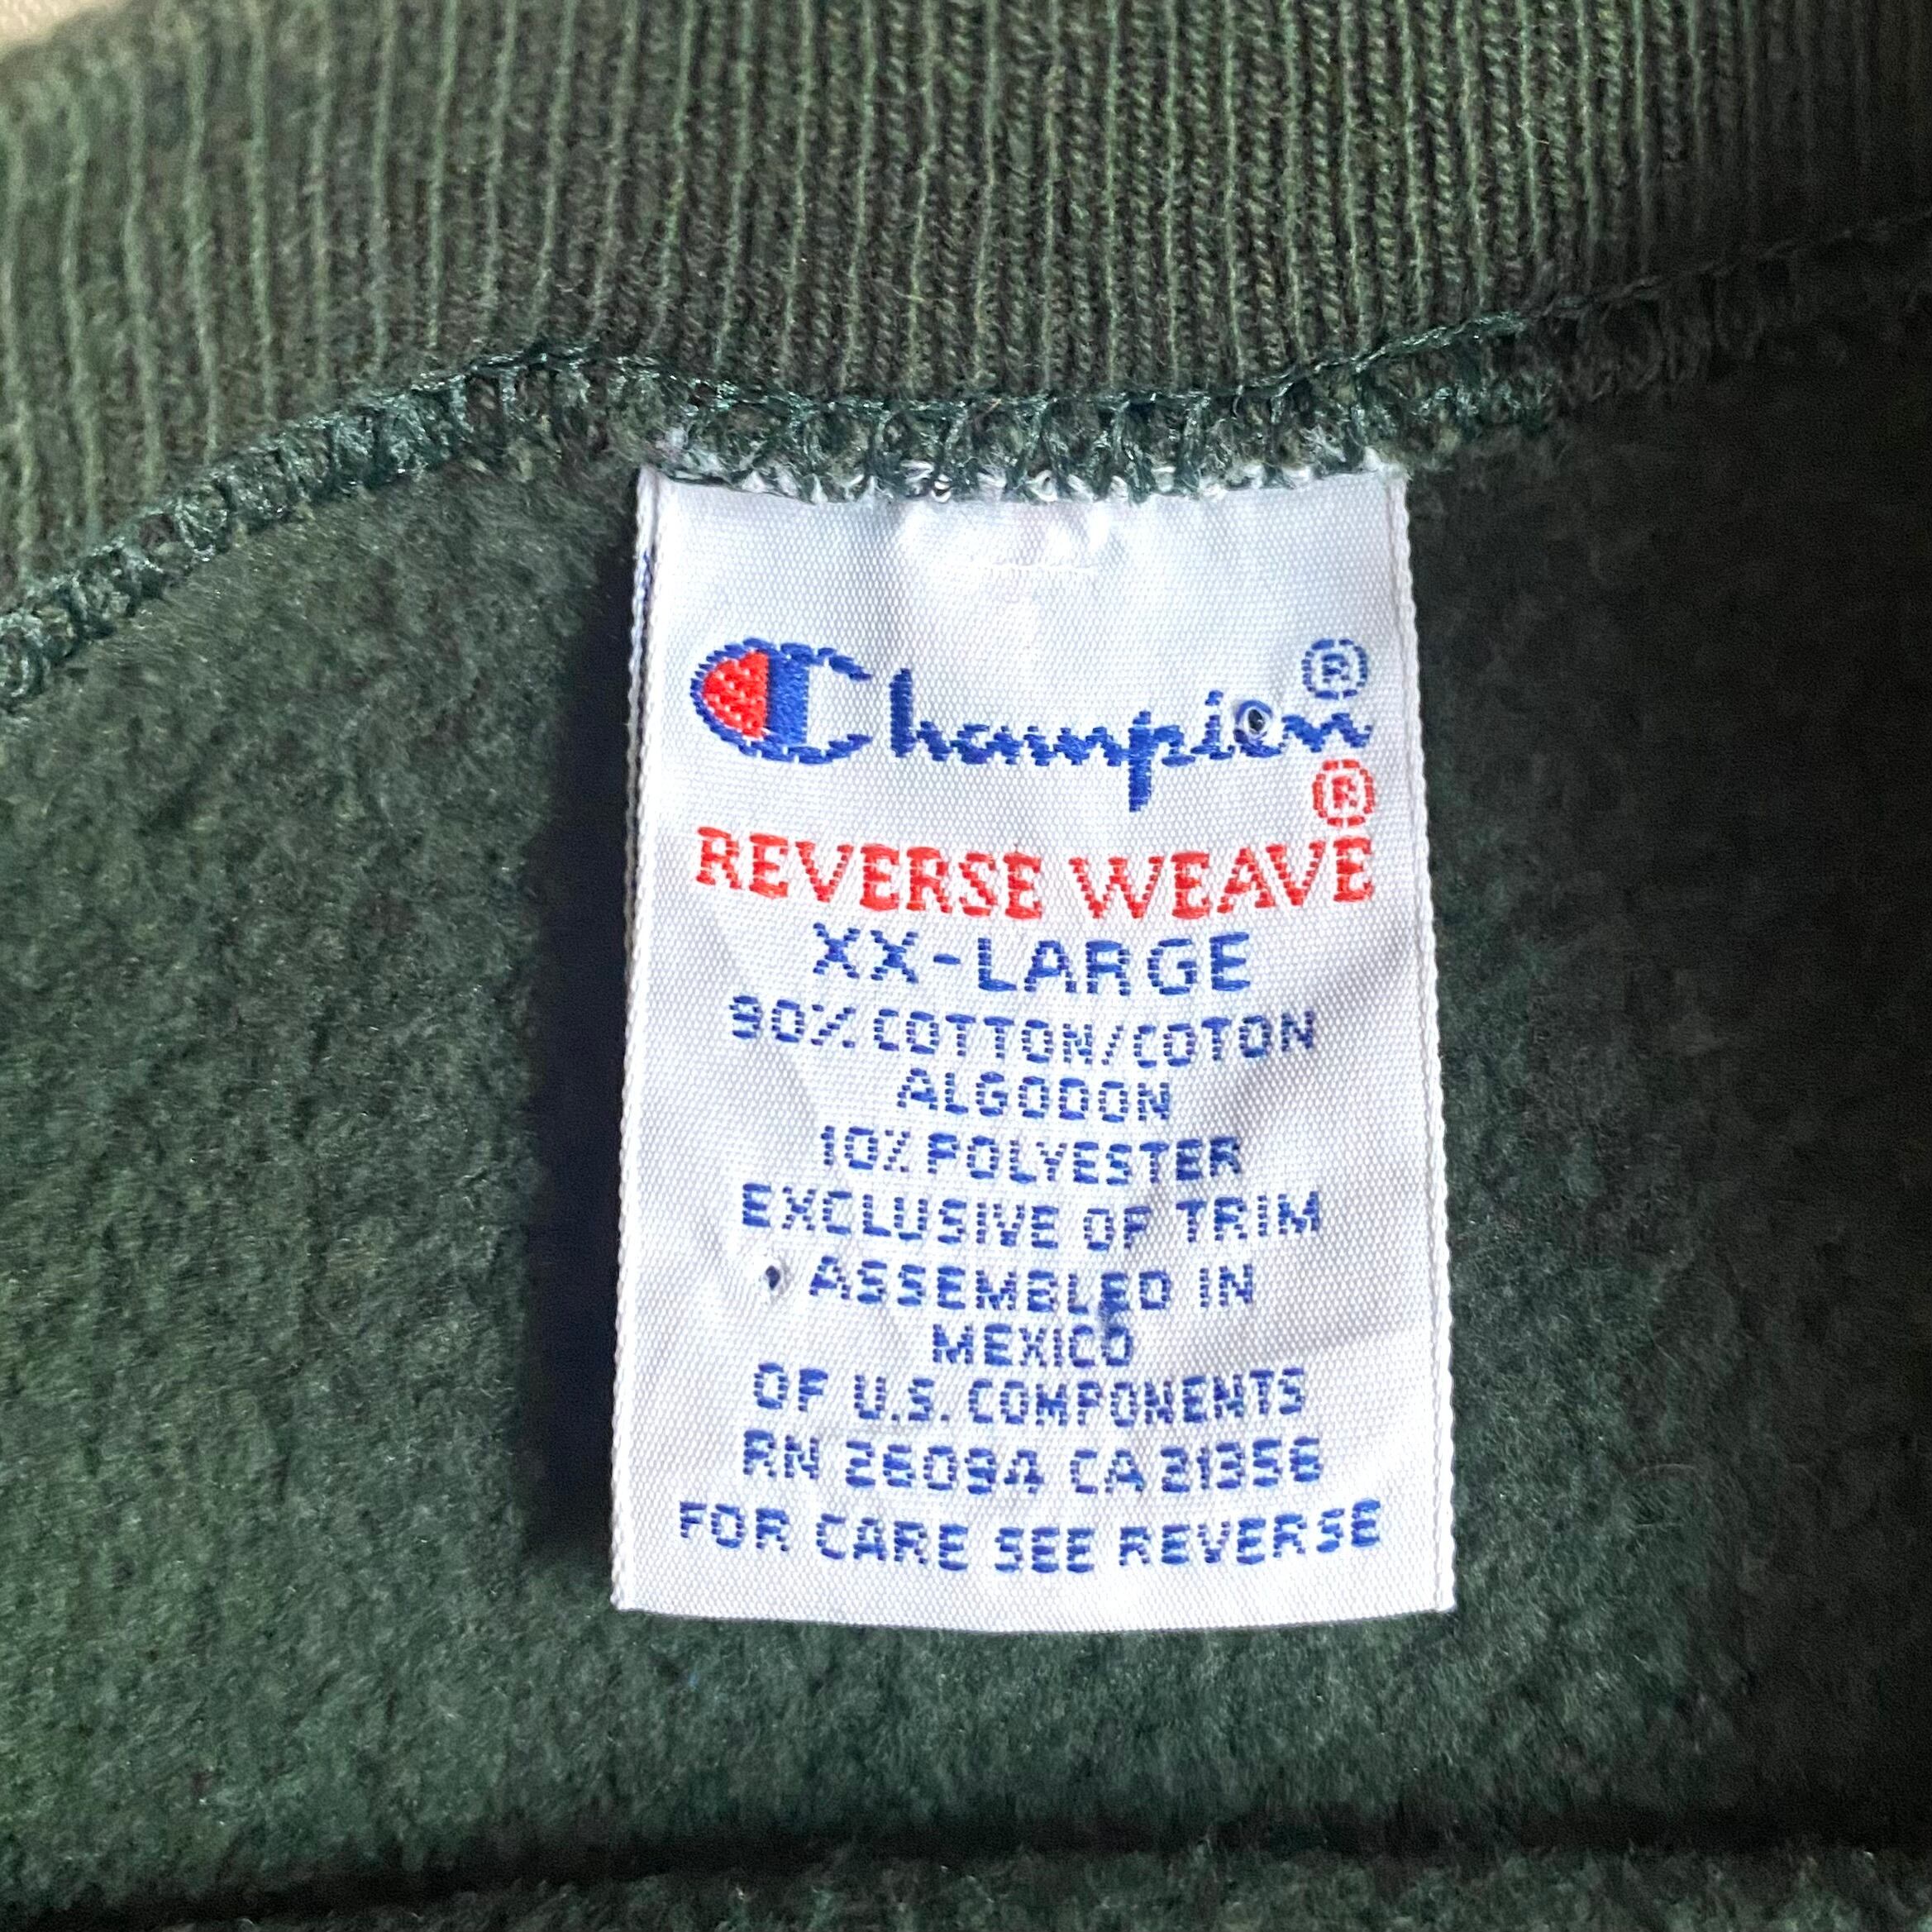 Champion®
REVERSE WEAVE®
XX-LARGE
90% COTTON/COTON
ALGODON
10% POLYESTER
EXCLUSIVE OF TRIM
ASSEMBLED IN
MEXICO
OF U.S. COMPONENTS
RN 26094 CA 21356
FOR CARE SEE REVERSE